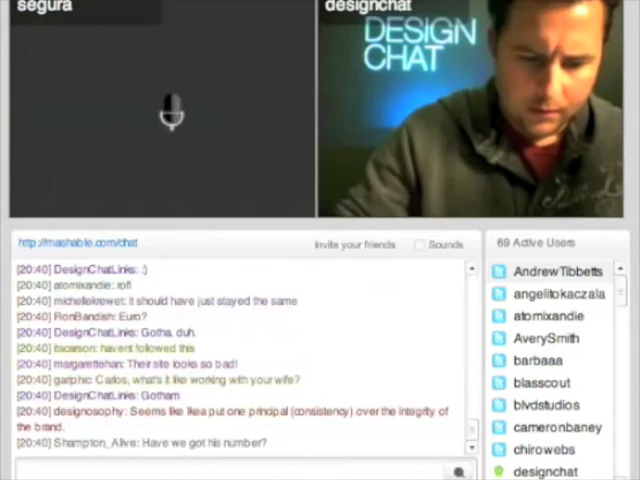 segura
designchat
DESIGN
CHAT
http://mashable.com/chat
Invite your friends
Sounds
69 Active Users
[20:40] DesignChatLinks: :)
[20:40] atomixandie: rofl
[20:40] michellekrewet: it should have just stayed the same
[20:40] RonBandish: Euro?
[20:40] DesignChatLinks: Gotha, duh.
[20:40] itscarson: havent followed this
[20:40] margarettehan: Their site looks so bad!
[20:40] garphic: Carlos, what's it like working with your wife?
[20:40] DesignChatLinks: Gotham
[20:40] designosophy: Seems like Ikea put one principal (consistency) over the integrity of
the brand.
[20:40] Shampton_Alive: Have we got his number?
AndrewTibbetts
angelitokaczala
atomixandie
AverySmith
barbaaa
blasscout
blvdstudios
cameronbaney
chirowebs
designchat